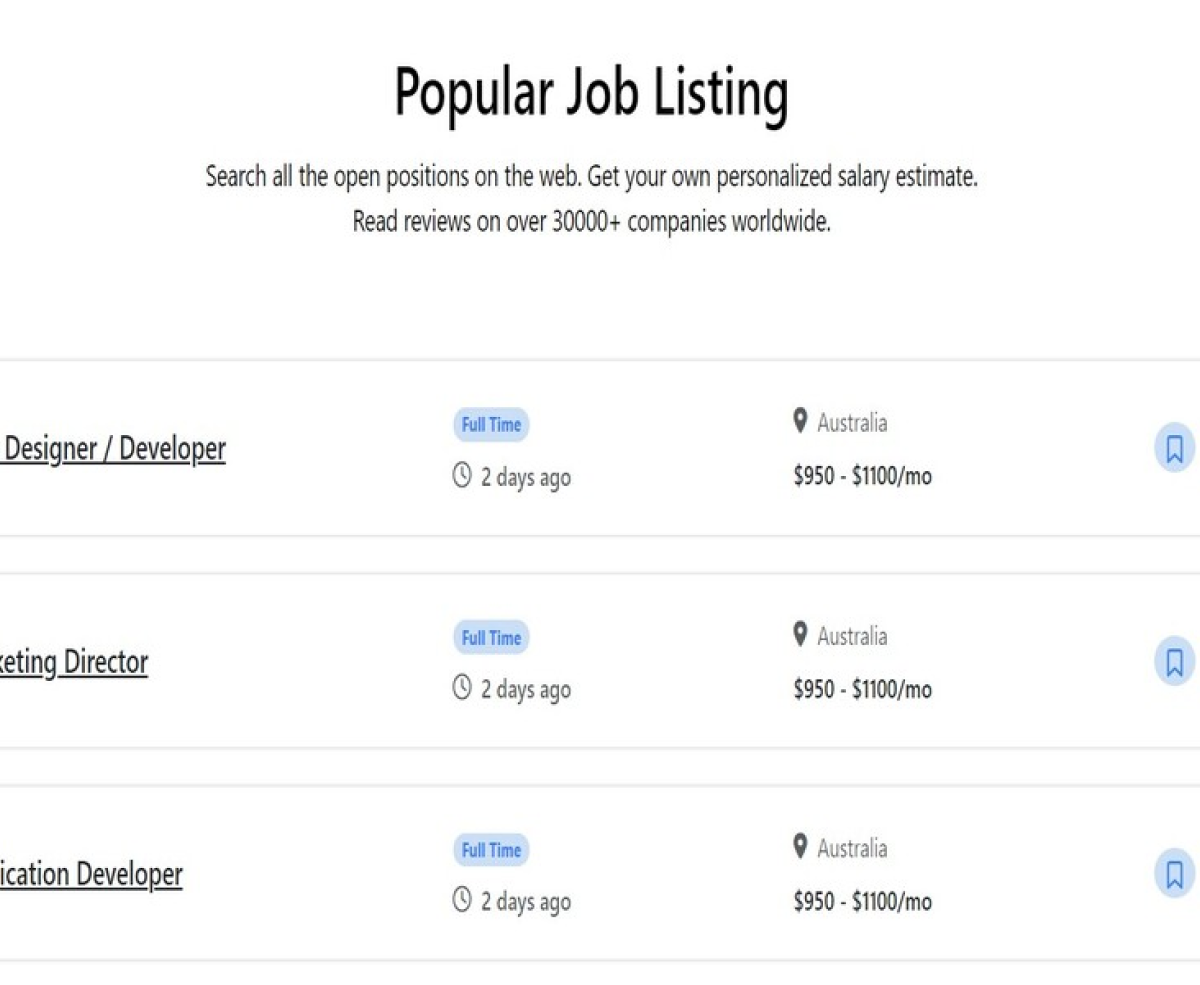 Popular Job Listing
Search all the open positions on the web. Get your own personalized salary estimate.
Read reviews on over 30000+ companies worldwide.
Full Time
Australia
Designer / Developer
2 days ago
$950 - $1100/mo
Full Time
Australia
keting Director
2 days ago
$950 - $1100/mo
Full Time
Australia
ication Developer
2 days ago
$950 - $1100/mo